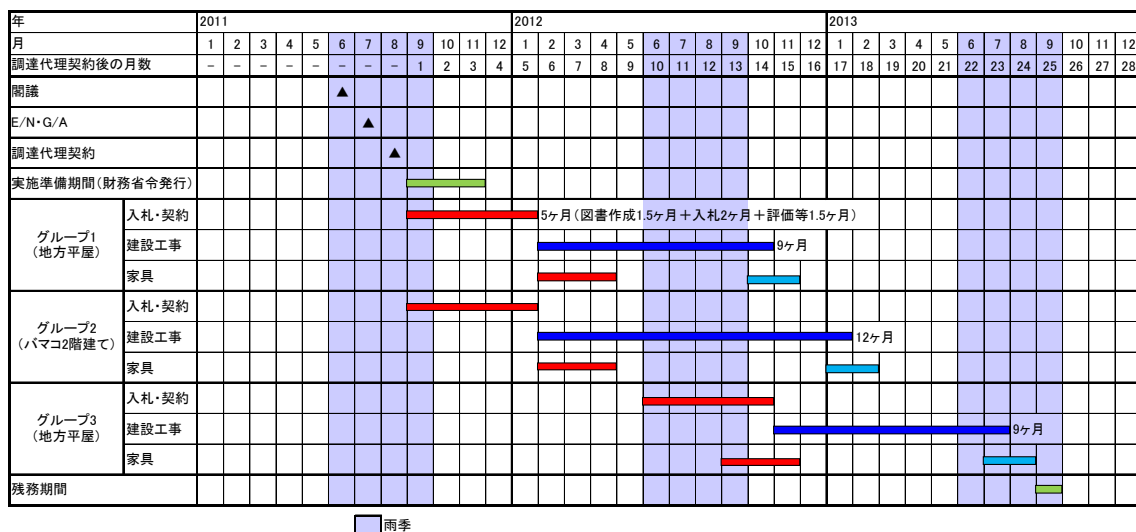 年 2011 2012 2013
月 1 2 3 4 5 6 7 8 9 10 11 12 1 2 3 4 5 6 7 8 9 10 11 12 1 2 3 4 5 6 7 8 9 10 11 12
調達代理契約後の月数 － － － － － － － － 1 2 3 4 5 6 7 8 9 10 11 12 13 14 15 16 17 18 19 20 21 22 23 24 25 26 27 28
閣議 ▲
E/N・G/A ▲
調達代理契約 ▲
実施準備期間(財務省令発行)
グループ1
(地方平屋)
入札・契約 5ヶ月(図書作成1.5ヶ月＋入札2ヶ月＋評価等1.5ヶ月)
建設工事 9ヶ月
家具
グループ2
(バマコ2階建て)
入札・契約
建設工事 12ヶ月
家具
グループ3
(地方平屋)
入札・契約
建設工事 9ヶ月
家具
残務期間
雨季